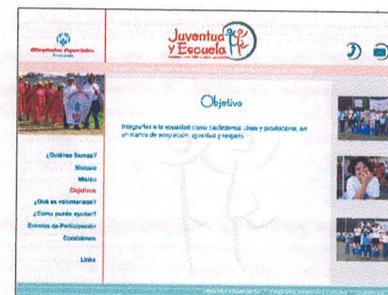 Olimpiadas Especiales
Juventud
y Escuela
Objetivo
Integrarlos a la sociedad como ciudadanos útiles y productivos, en
un marco de aceptación, igualdad y respeto.
¿Quiénes Somos?
Historia
Misión
Objetivos
¿Qué es voluntariado?
¿Cómo puedo ayudar?
Eventos de Participación
Comisiones
Links